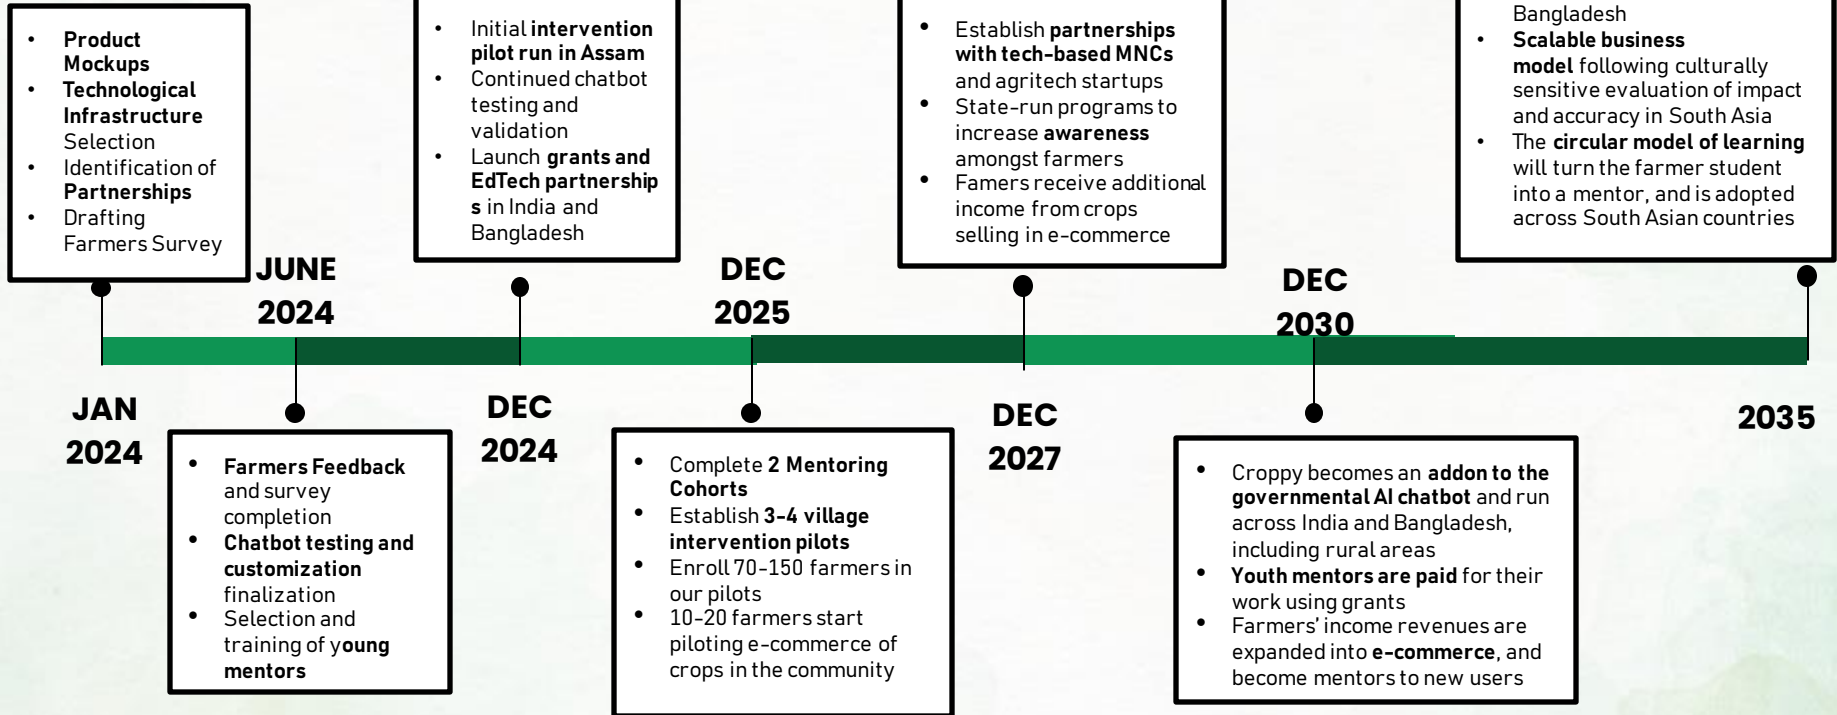 • Product
Mockups
• Technological
Infrastructure
Selection
• Identification of
Partnerships
• Drafting
Farmers Survey
• Initial intervention
pilot run in Assam
• Continued chatbot
testing and
validation
• Launch grants and
EdTech partnership
s in India and
Bangladesh
• Establish partnerships
with tech-based MNCs
and agritech startups
• State-run programs to
increase awareness
amongst farmers
• Famers receive additional
income from crops
selling in e-commerce
Bangladesh
• Scalable business
model following culturally
sensitive evaluation of impact
and accuracy in South Asia
• The circular model of learning
will turn the farmer student
into a mentor, and is adopted
across South Asian countries
JUNE
2024
DEC
2025
DEC
2030
JAN
2024
DEC
2024
DEC
2027
2035
• Farmers Feedback
and survey
completion
• Chatbot testing and
customization
finalization
• Selection and
training of young
mentors
• Complete 2 Mentoring
Cohorts
• Establish 3-4 village
intervention pilots
• Enroll 70-150 farmers in
our pilots
• 10-20 farmers start
piloting e-commerce of
crops in the community
• Croppy becomes an addon to the
governmental AI chatbot and run
across India and Bangladesh,
including rural areas
• Youth mentors are paid for their
work using grants
• Farmers’ income revenues are
expanded into e-commerce, and
become mentors to new users